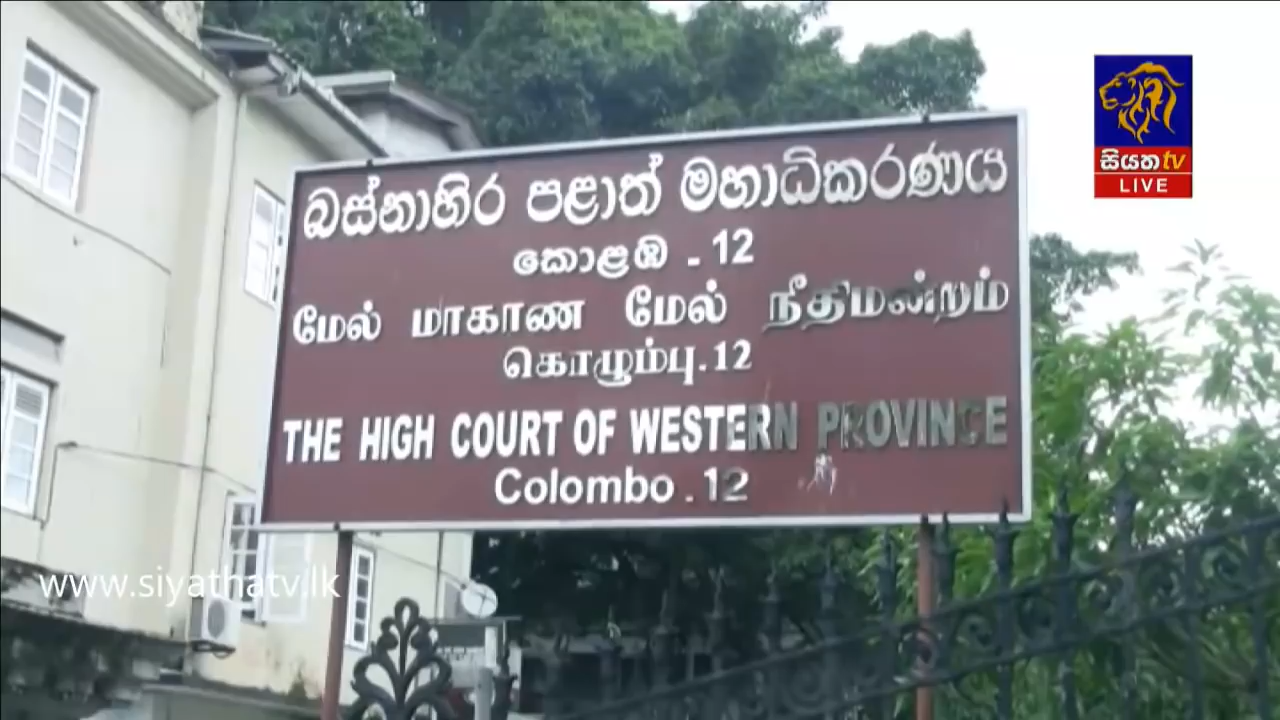 සියත tv
LIVE
බස්නාහිර පළාත් මහාධිකරණය
කොළඹ - 12
மேல் மாகாண மேல் நீதிமன்றம்
கொழும்பு.12
THE HIGH COURT OF WESTERN PROVINCE
Colombo . 12
www.siyathatv.lk